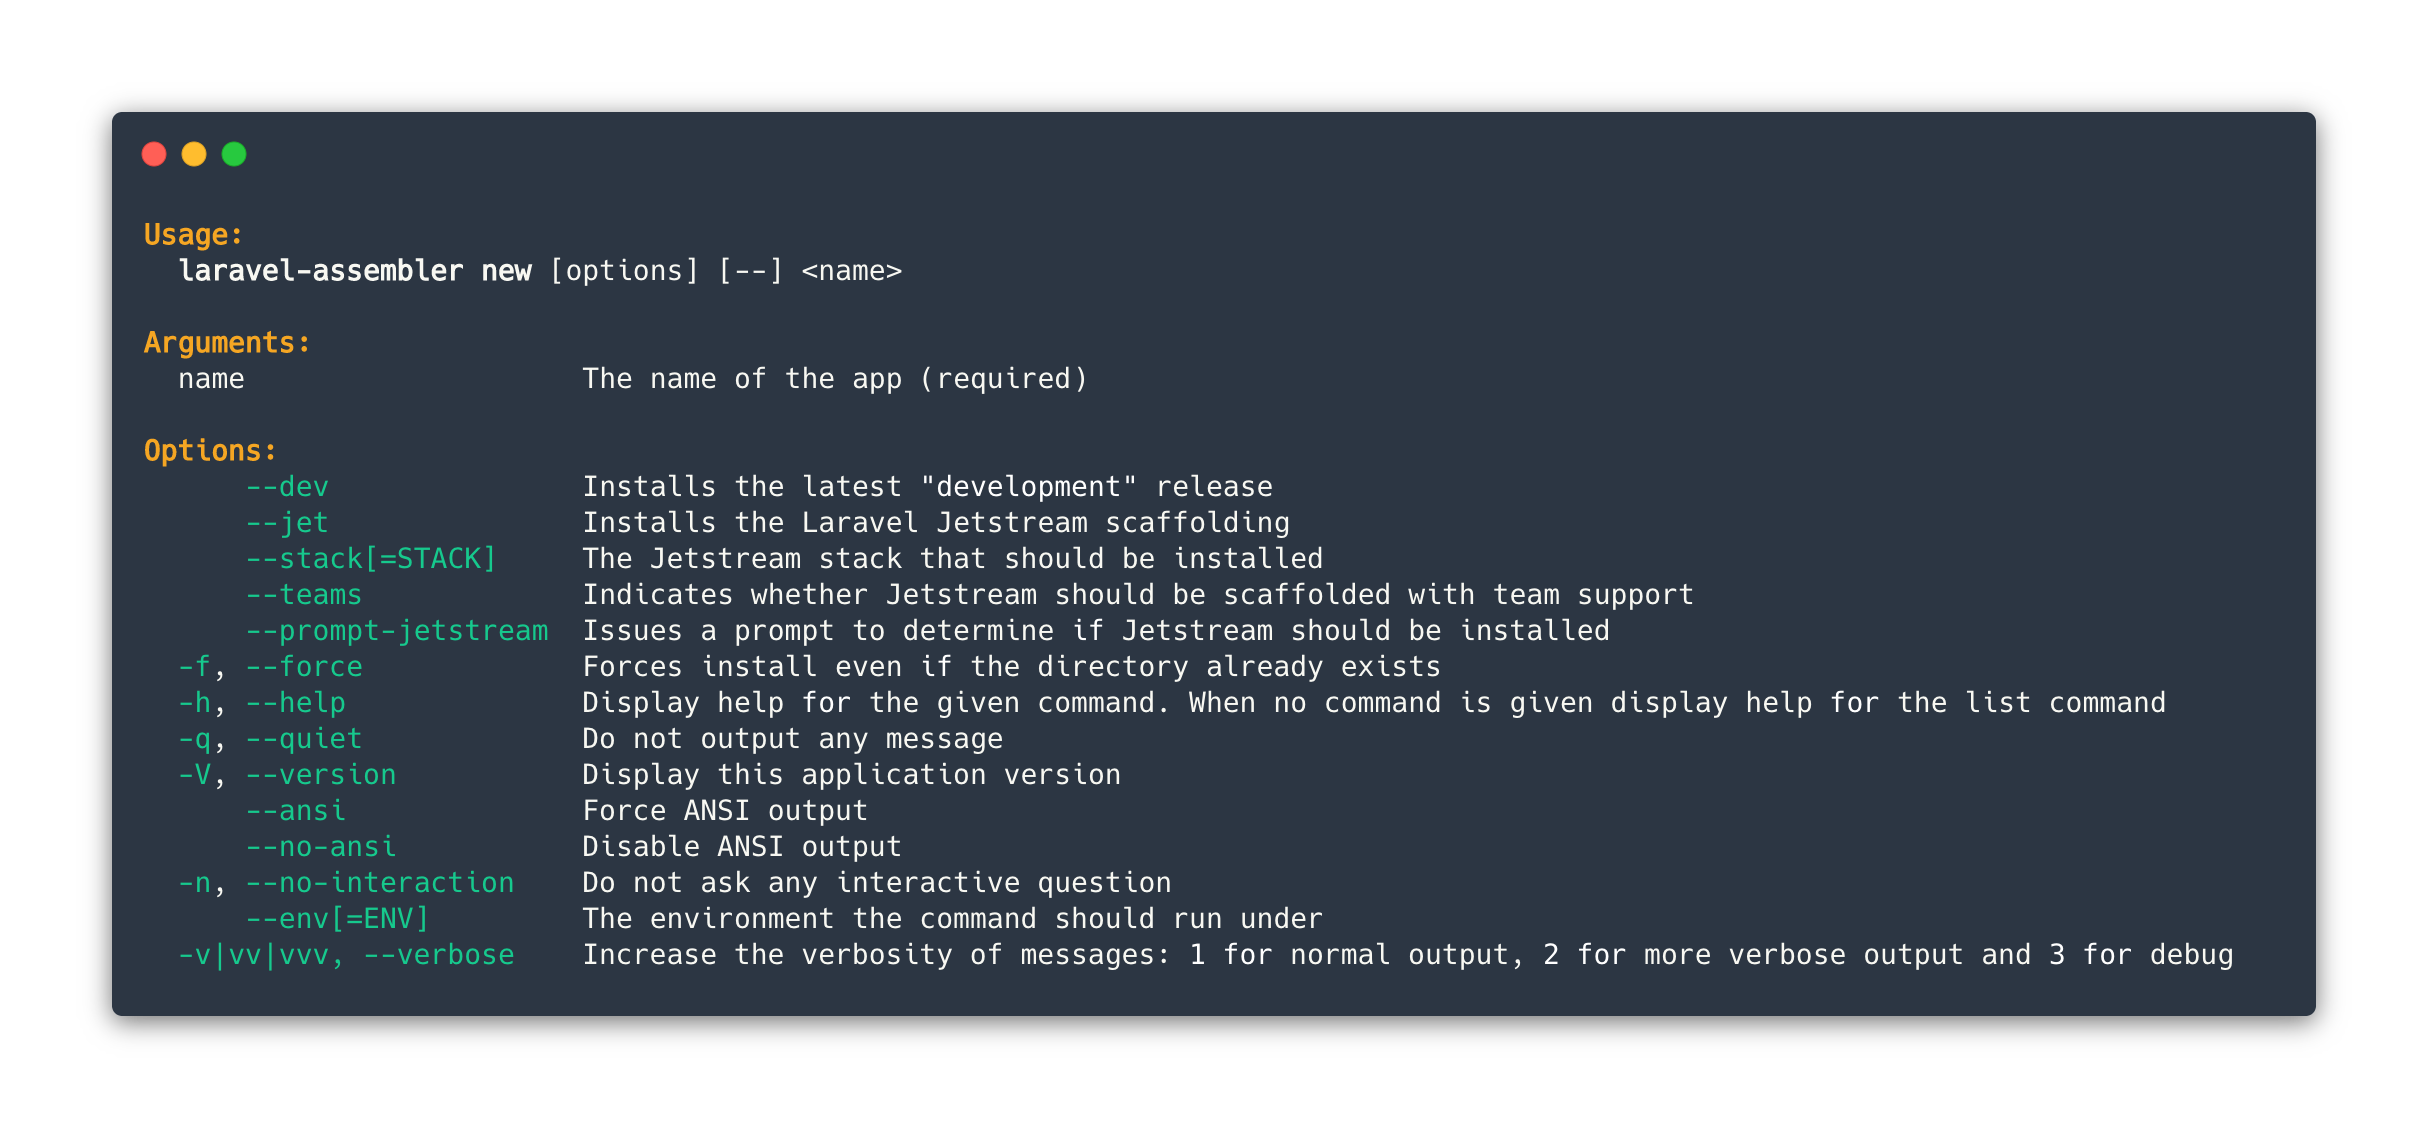 Usage:
  laravel-assembler new [options] [--] <name>

Arguments:
  name                    The name of the app (required)

Options:
      --dev               Installs the latest "development" release
      --jet               Installs the Laravel Jetstream scaffolding
      --stack[=STACK]     The Jetstream stack that should be installed
      --teams             Indicates whether Jetstream should be scaffolded with team support
      --prompt-jetstream  Issues a prompt to determine if Jetstream should be installed
  -f, --force             Forces install even if the directory already exists
  -h, --help              Display help for the given command. When no command is given display help for the list command
  -q, --quiet             Do not output any message
  -V, --version           Display this application version
      --ansi              Force ANSI output
      --no-ansi           Disable ANSI output
  -n, --no-interaction    Do not ask any interactive question
      --env[=ENV]         The environment the command should run under
  -v|vv|vvv, --verbose    Increase the verbosity of messages: 1 for normal output, 2 for more verbose output and 3 for debug